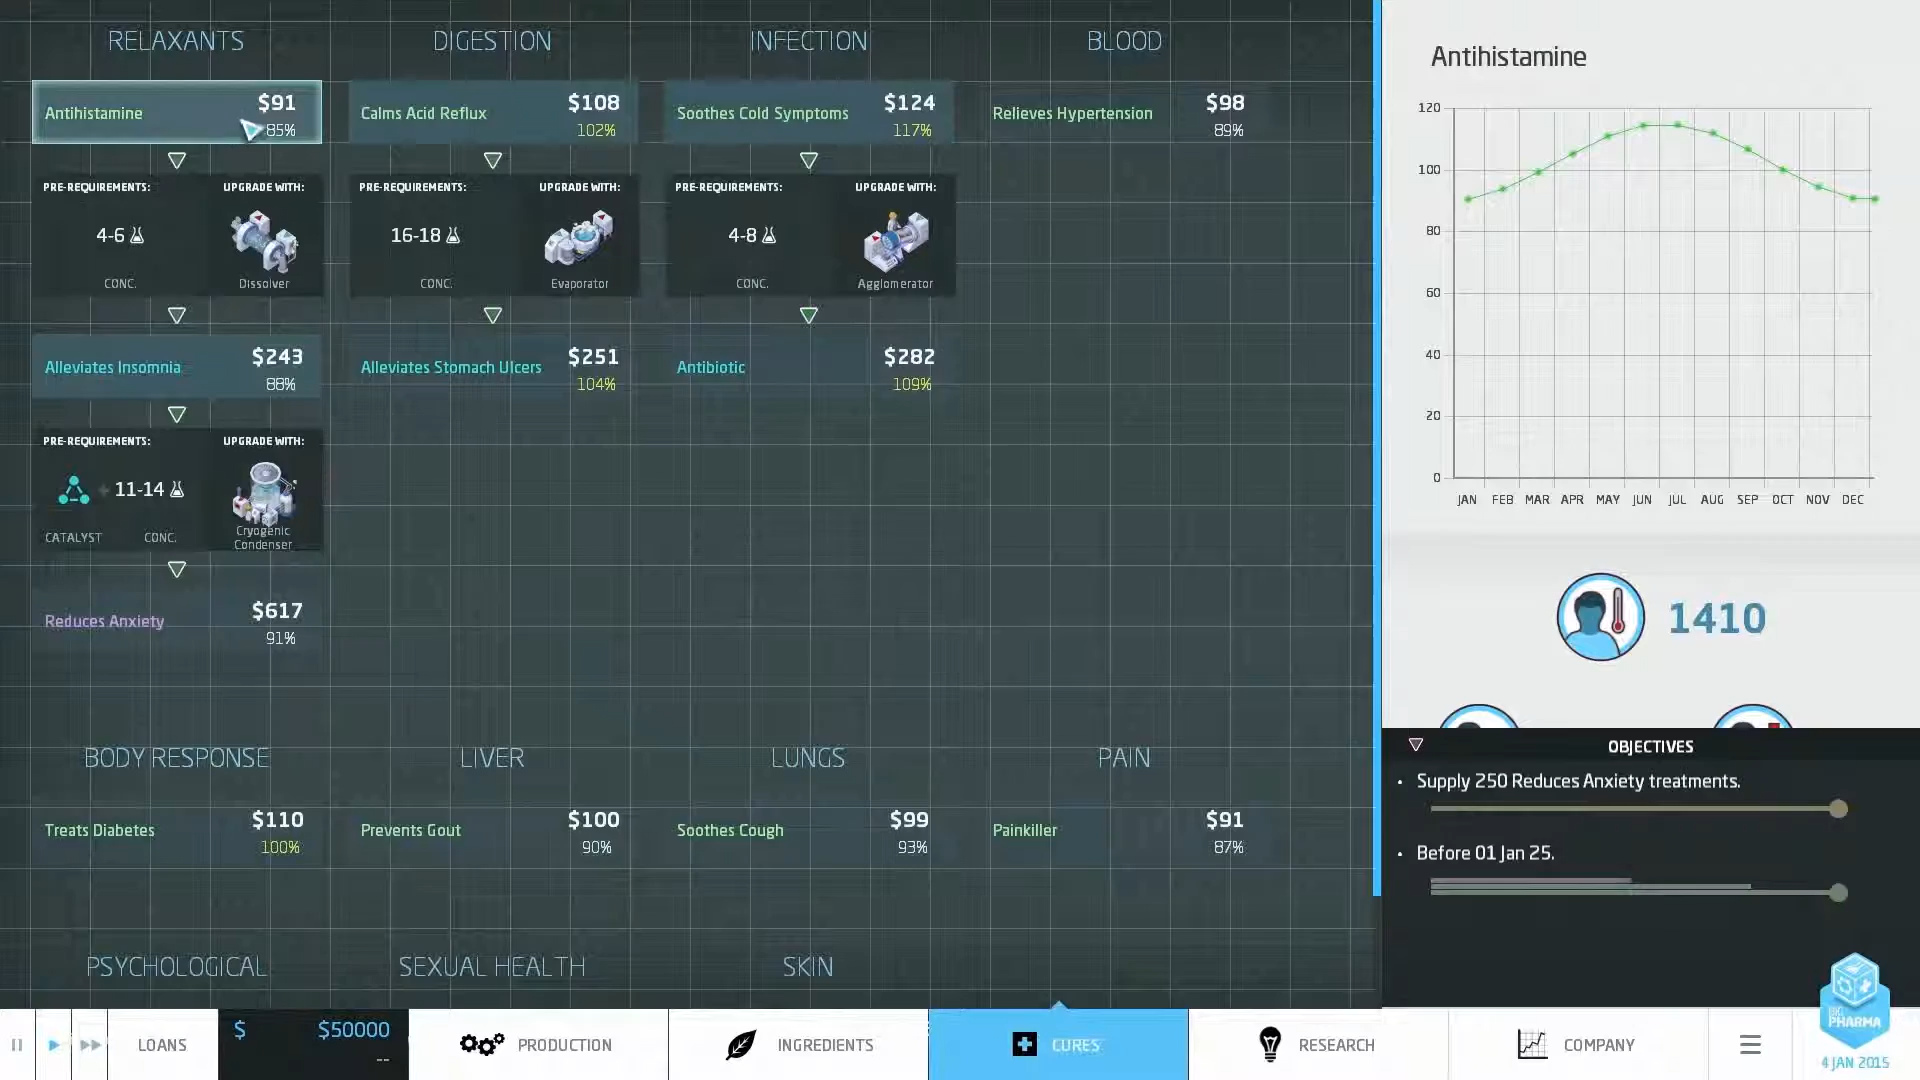 RELAXANTS
DIGESTION
INFECTION
BLOOD
Antihistamine
$91
85%
Calms Acid Reflux
$108
102%
Soothes Cold Symptoms
$124
117%
Relieves Hypertension
$98
89%
PRE-REQUIREMENTS:
UPGRADE WITH:
4-6
CONC.
Dissolver
PRE-REQUIREMENTS:
UPGRADE WITH:
16-18
CONC.
Evaporator
PRE-REQUIREMENTS:
UPGRADE WITH:
4-8
CONC.
Agglomerator
Alleviates Insomnia
$243
88%
Alleviates Stomach Ulcers
$251
104%
Antibiotic
$282
109%
PRE-REQUIREMENTS:
UPGRADE WITH:
+ 11-14
CATALYST
CONC.
Cryogenic
Condenser
Reduces Anxiety
$617
91%
BODY RESPONSE
LIVER
LUNGS
PAIN
Treats Diabetes
$110
100%
Prevents Gout
$100
90%
Soothes Cough
$99
93%
Painkiller
$91
87%
PSYCHOLOGICAL
SEXUAL HEALTH
SKIN
Antihistamine
120
100
80
60
40
20
0
JAN FEB MAR APR MAY JUN JUL AUG SEP OCT NOV DEC
1410
OBJECTIVES
• Supply 250 Reduces Anxiety treatments.
• Before 01 Jan 25.
LOANS
$ $50000
--
PRODUCTION
INGREDIENTS
CURES
RESEARCH
COMPANY
BIG
PHARMA
4 JAN 2015